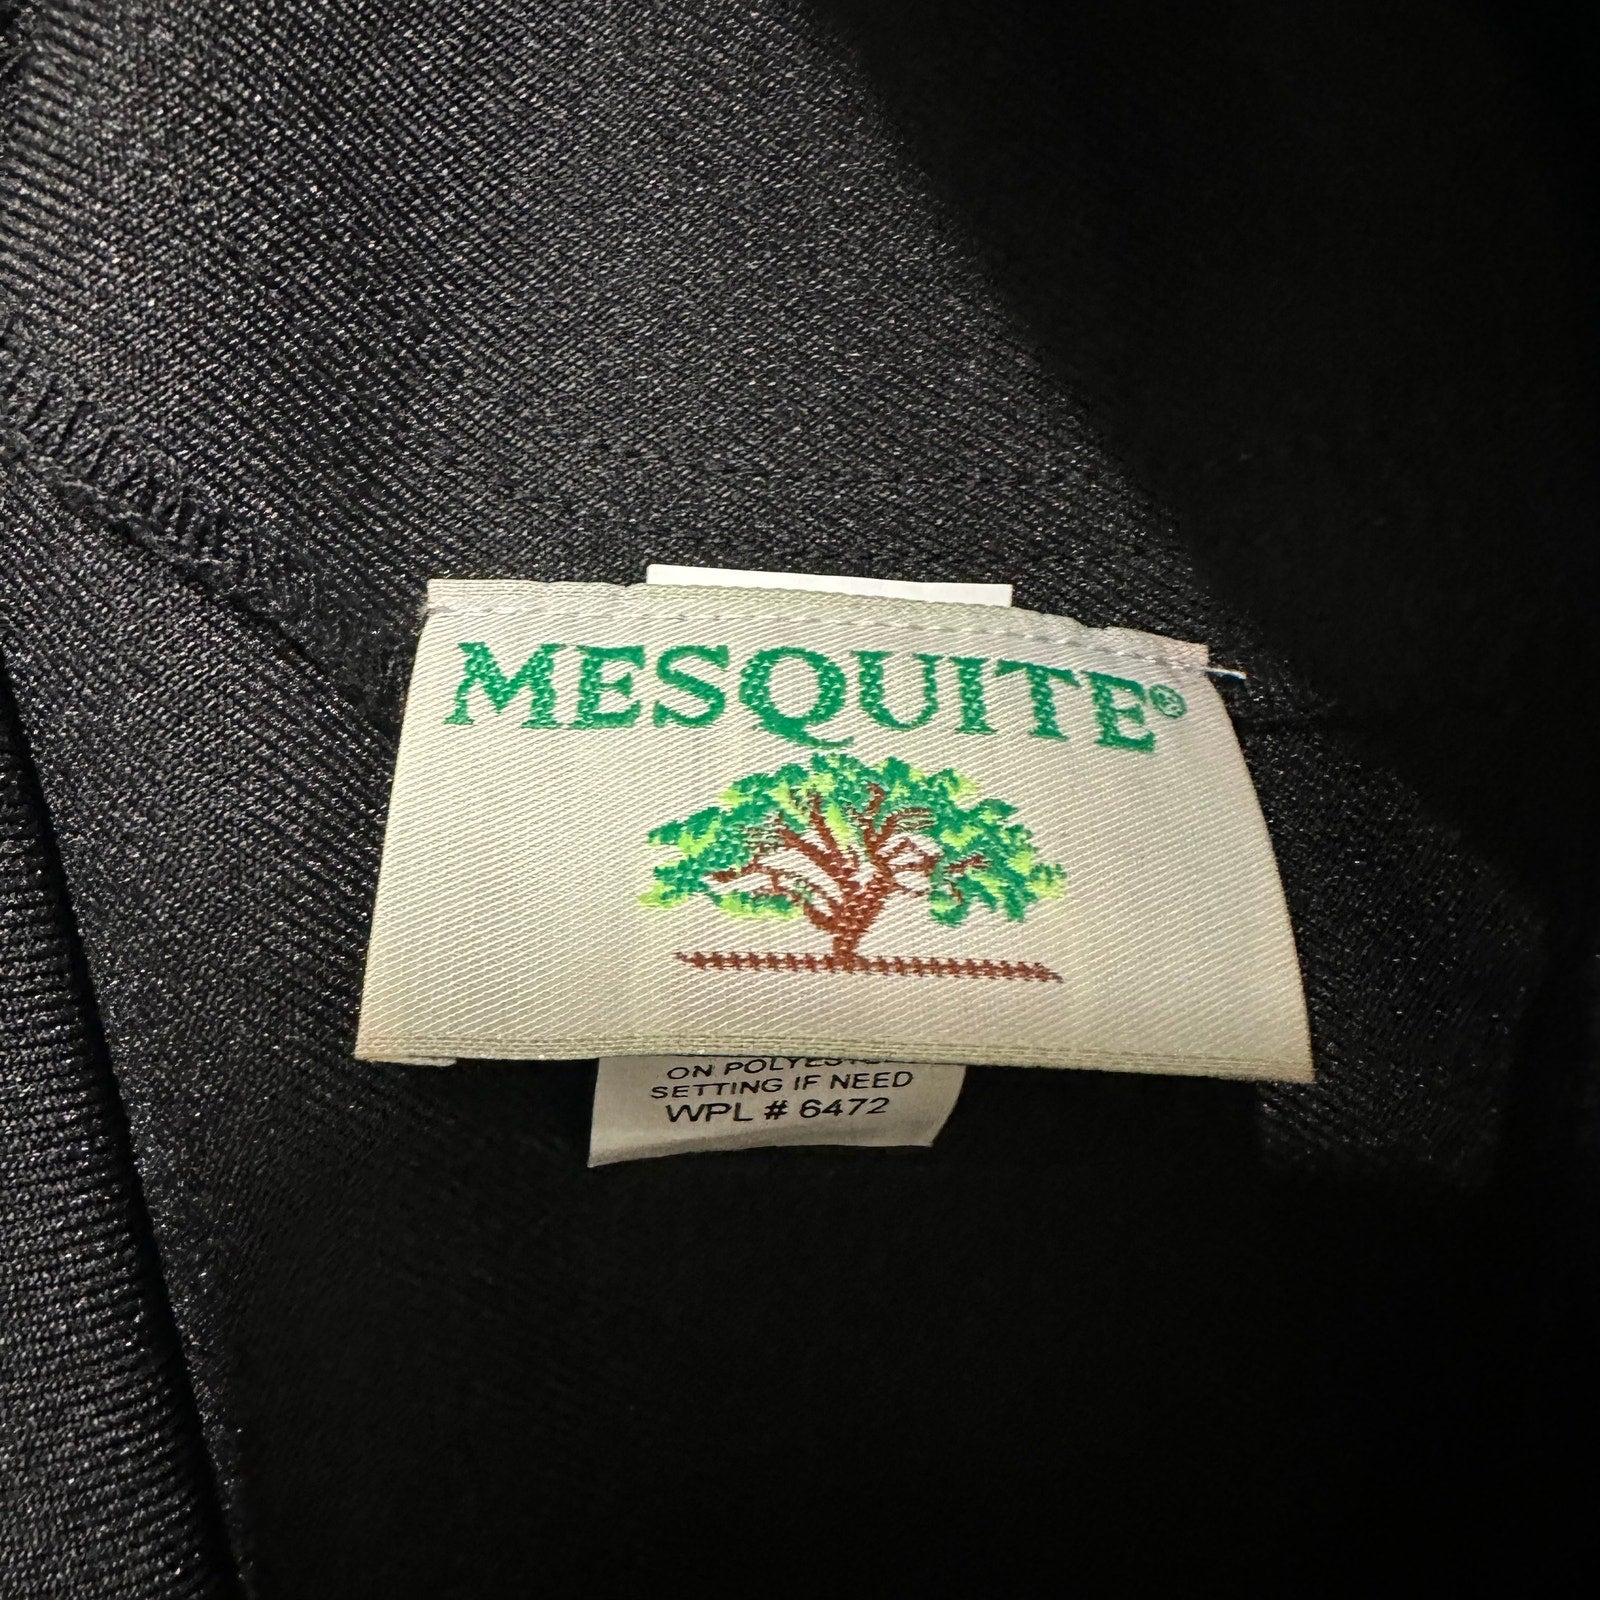 MESQUITE®
ON POLYESTER
SETTING IF NEED
WPL # 6472